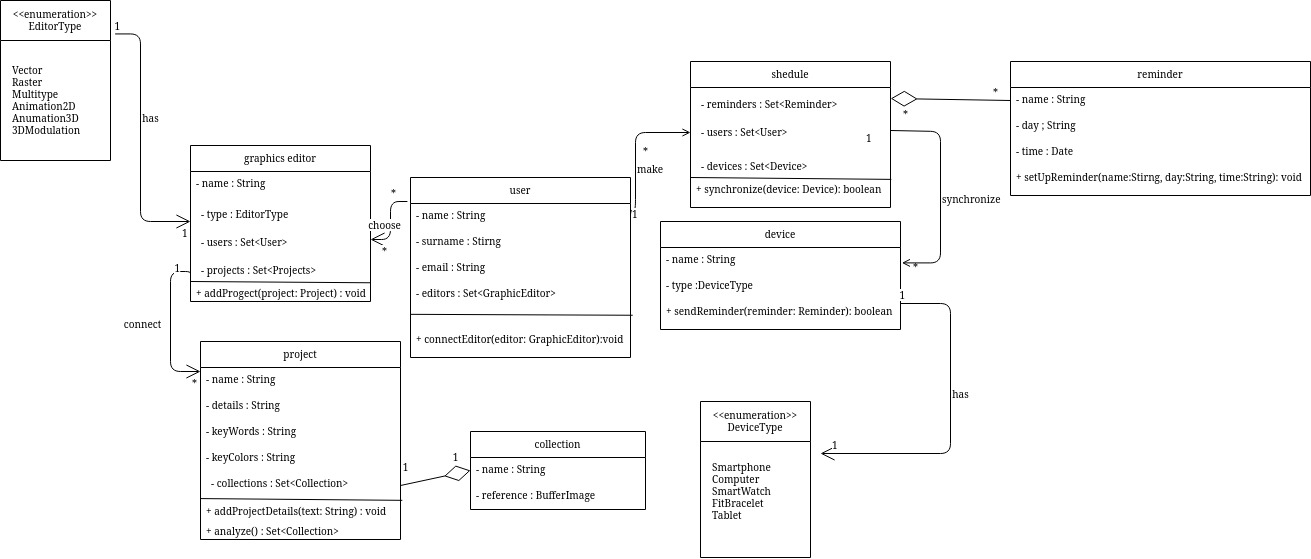 <<enumeration>>
EditorType
Vector
Raster
Multitype
Animation2D
Anumation3D
3DModulation
1
has
1
graphics editor
- name : String
- type : EditorType
- users : Set<User>
- projects : Set<Projects>
+ addProgect(project: Project) : void
1
connect
*
*
choose
*
user
- name : String
- surname : Stirng
- email : String
- editors : Set<GraphicEditor>
+ connectEditor(editor: GraphicEditor):void
*
make
1
shedule
- reminders : Set<Reminder>
- users : Set<User>
1
- devices : Set<Device>
+ synchronize(device: Device): boolean
*
*
reminder
- name : String
- day ; String
- time : Date
+ setUpReminder(name:Stirng, day:String, time:String): void
synchronize
*
device
- name : String
- type :DeviceType
+ sendReminder(reminder: Reminder): boolean
1
has
1
project
- name : String
- details : String
- keyWords : String
- keyColors : String
- collections : Set<Collection>
+ addProjectDetails(text: String) : void
+ analyze() : Set<Collection>
1
1
collection
- name : String
- reference : BufferImage
<<enumeration>>
DeviceType
Smartphone
Computer
SmartWatch
FitBracelet
Tablet